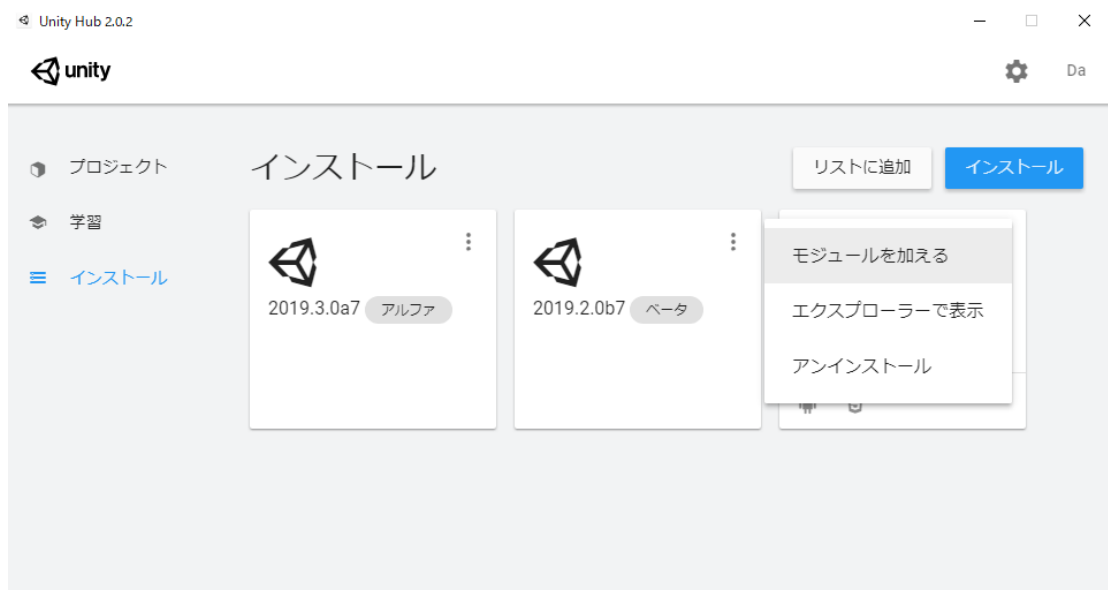 Unity Hub 2.0.2
unity
Da
プロジェクト
学習
インストール
インストール
リストに追加
インストール
2019.3.0a7 アルファ
2019.2.0b7 ベータ
モジュールを加える
エクスプローラーで表示
アンインストール